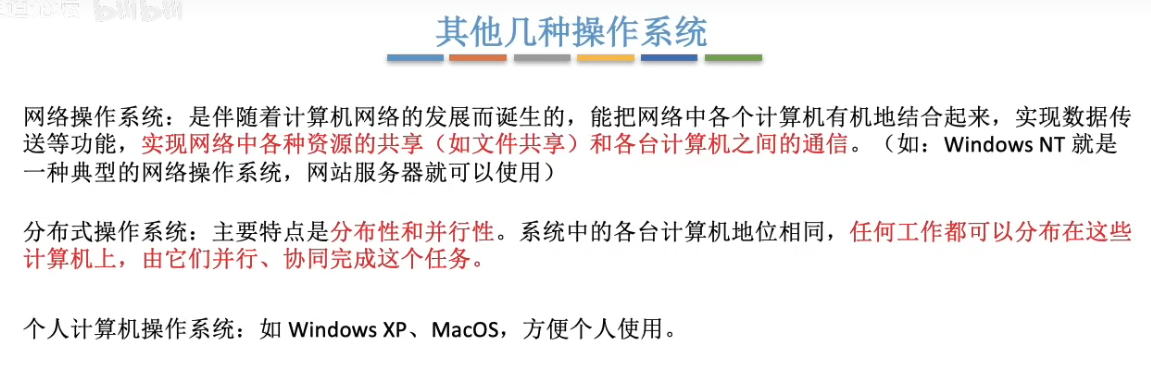 bilibili
其他几种操作系统
网络操作系统：是伴随着计算机网络的发展而诞生的，能把网络中各个计算机有机地结合起来，实现数据传
送等功能，实现网络中各种资源的共享（如文件共享）和各台计算机之间的通信。（如：Windows NT 就是
一种典型的网络操作系统，网站服务器就可以使用）
分布式操作系统：主要特点是分布性和并行性。系统中的各台计算机地位相同，任何工作都可以分布在这些
计算机上，由它们并行、协同完成这个任务。
个人计算机操作系统：如 Windows XP、MacOS，方便个人使用。